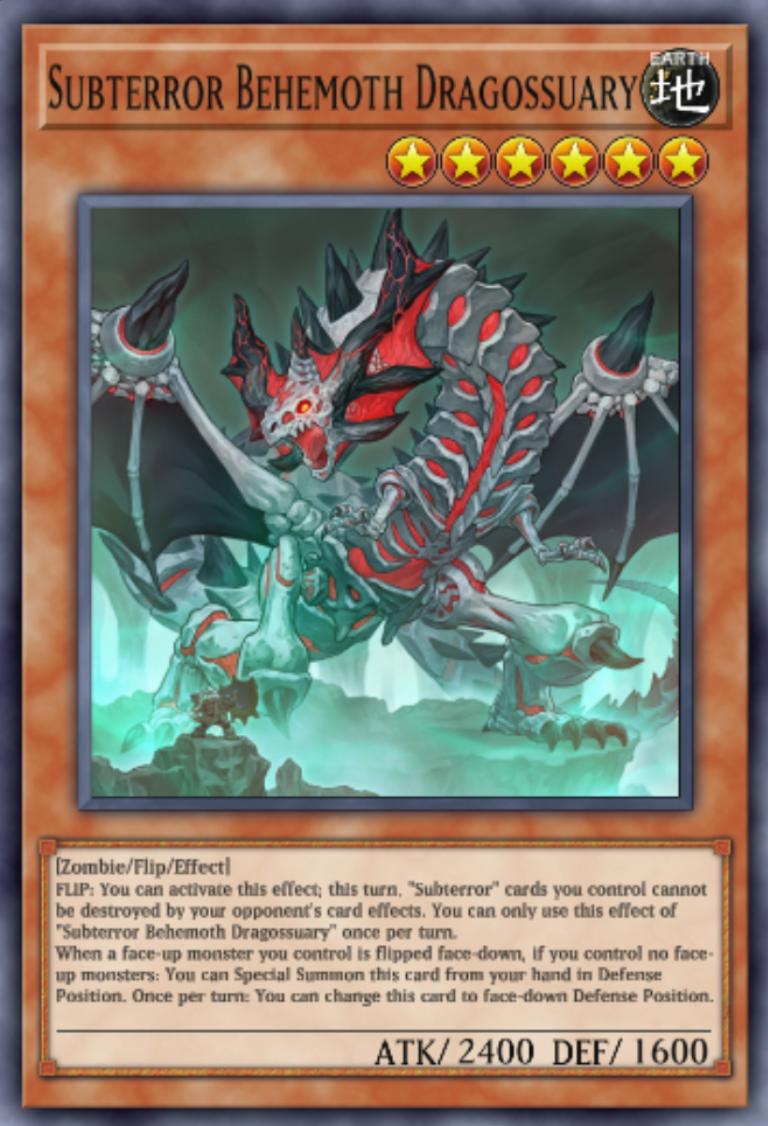 SUBTERROR BEHEMOTH DRAGOSSUARY
EARTH
地
[Zombie/Flip/Effect]
FLIP: You can activate this effect; this turn, "Subterror" cards you control cannot
be destroyed by your opponent's card effects. You can only use this effect of
"Subterror Behemoth Dragossuary" once per turn.
When a face-up monster you control is flipped face-down, if you control no face-
up monsters: You can Special Summon this card from your hand in Defense
Position. Once per turn: You can change this card to face-down Defense Position.
ATK/ 2400 DEF/ 1600